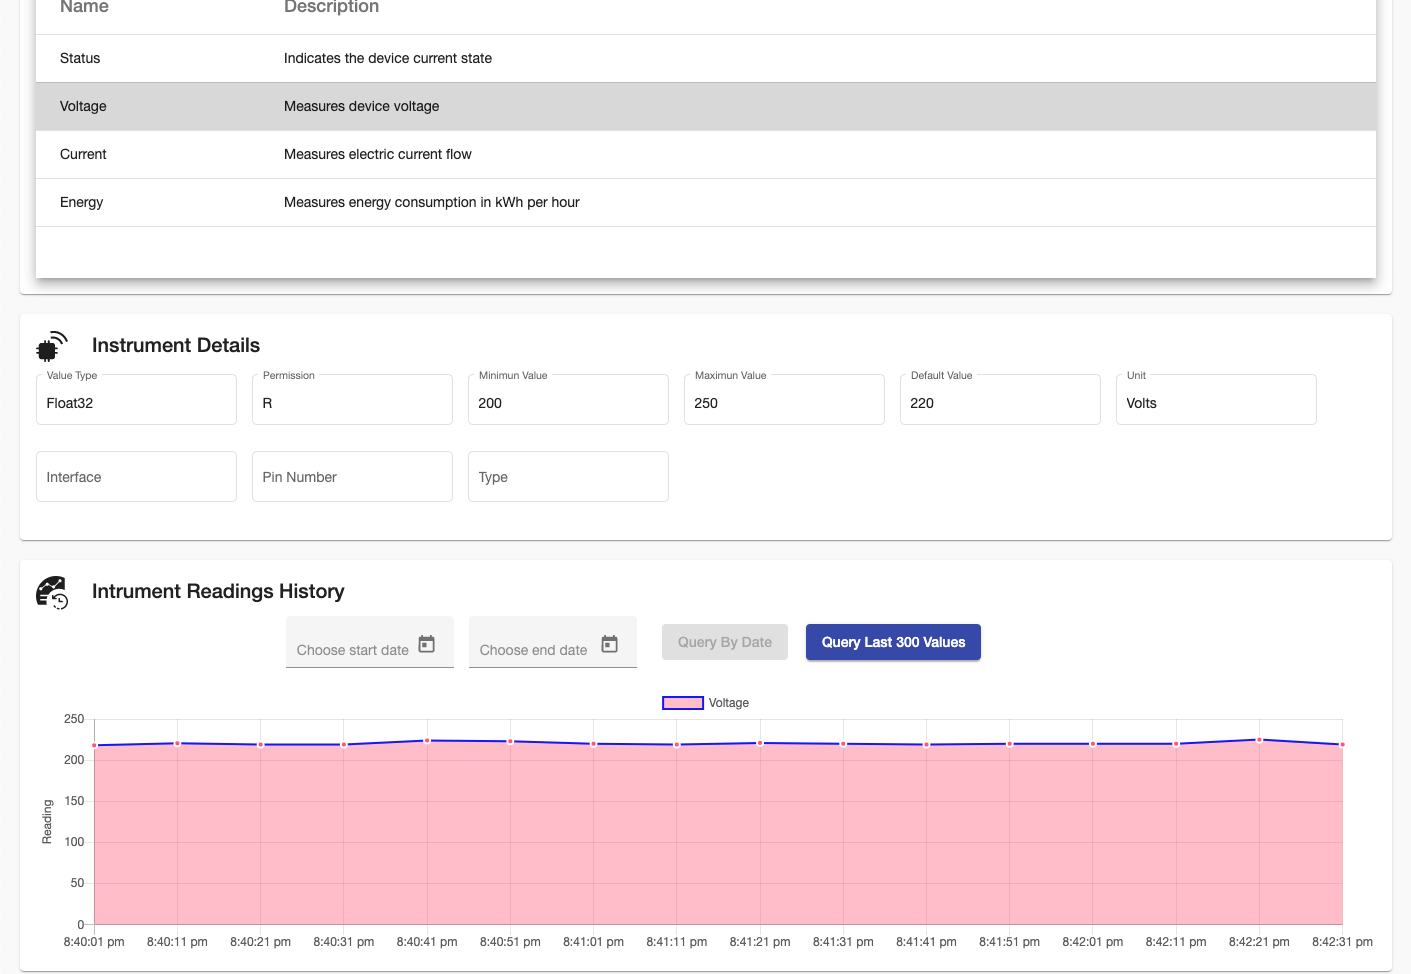 Name Description
Status Indicates the device current state
Voltage Measures device voltage
Current Measures electric current flow
Energy Measures energy consumption in kWh per hour
Instrument Details
Value Type Permission Minimun Value Maximun Value Default Value Unit
Float32 R 200 250 220 Volts
Interface Pin Number Type
Intrument Readings History
Choose start date Choose end date Query By Date Query Last 300 Values
Voltage
250
200
150
100
50
0
Reading
8:40:01 pm 8:40:11 pm 8:40:21 pm 8:40:31 pm 8:40:41 pm 8:40:51 pm 8:41:01 pm 8:41:11 pm 8:41:21 pm 8:41:31 pm 8:41:41 pm 8:41:51 pm 8:42:01 pm 8:42:11 pm 8:42:21 pm 8:42:31 pm